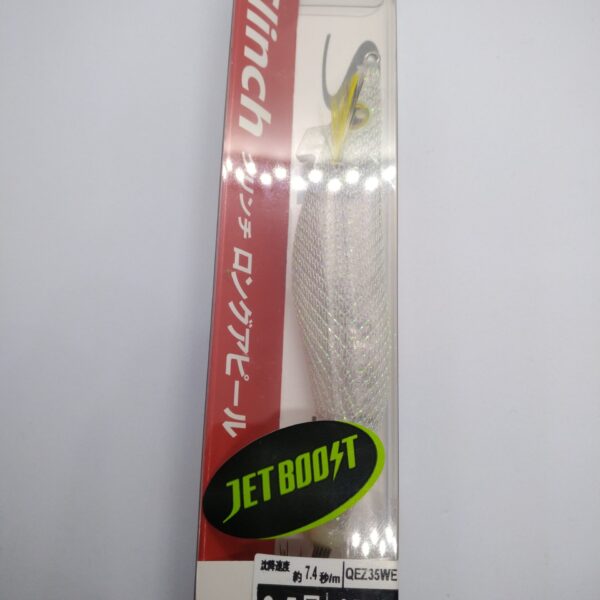 Clinch
クリンチ ロングアピール
JET BOOST
沈降速度
約 7.4 秒/m
QEZ35WE